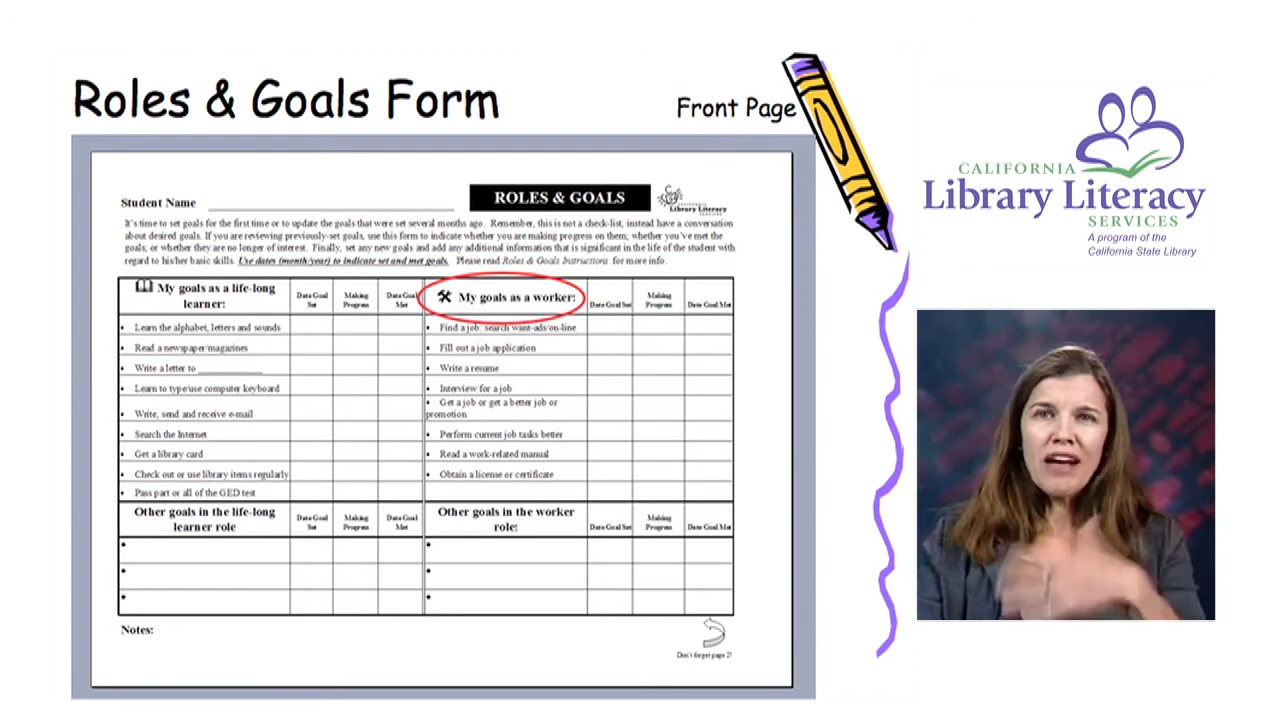 Roles & Goals Form
Front Page
CALIFORNIA
Library Literacy
SERVICES
A program of the
California State Library
Student Name
ROLES & GOALS
CALIFORNIA
Library Literacy
SERVICES
It's time to set goals for the first time or to update the goals that were set several months ago. Remember, this is not a check-list, instead have a conversation
about desired goals. If you are reviewing previously-set goals, use this form to indicate whether you are making progress on them; whether you've met the
goals; or whether they are no longer of interest. Finally, set any new goals and add any additional information that is significant in the life of the student with
regard to his/her basic skills. Use dates (month/year) to indicate set and met goals. Please read Roles & Goals Instructions for more info.
My goals as a life-long
learner:
Date Goal
Set
Making
Progress
Date Goal
Met
My goals as a worker:
Date Goal Set
Making
Progress
Date Goal Met
• Learn the alphabet, letters and sounds
• Find a job: search want-ads/on-line
• Read a newspaper/magazines
• Fill out a job application
• Write a letter to
• Write a resume
• Learn to type/use computer keyboard
• Interview for a job
• Write, send and receive e-mail
• Get a job or get a better job or
promotion
• Search the Internet
• Perform current job tasks better
• Get a library card
• Read a work-related manual
• Check out or use library items regularly
• Obtain a license or certificate
• Pass part or all of the GED test
Other goals in the life-long
learner role
Date Goal
Set
Making
Progress
Date Goal
Met
Other goals in the worker
role:
Date Goal Set
Making
Progress
Date Goal Met
Notes:
Don't forget page 2!